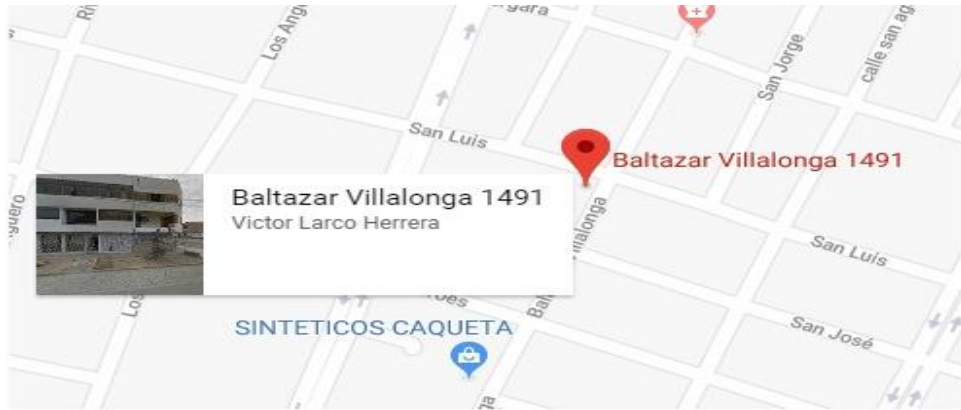 Los Ang
San Jorge
calle san ag
San Luis
Baltazar Villalonga 1491
Baltazar Villalonga 1491
Victor Larco Herrera
San Luis
Los
San José
SINTETICOS CAQUETA